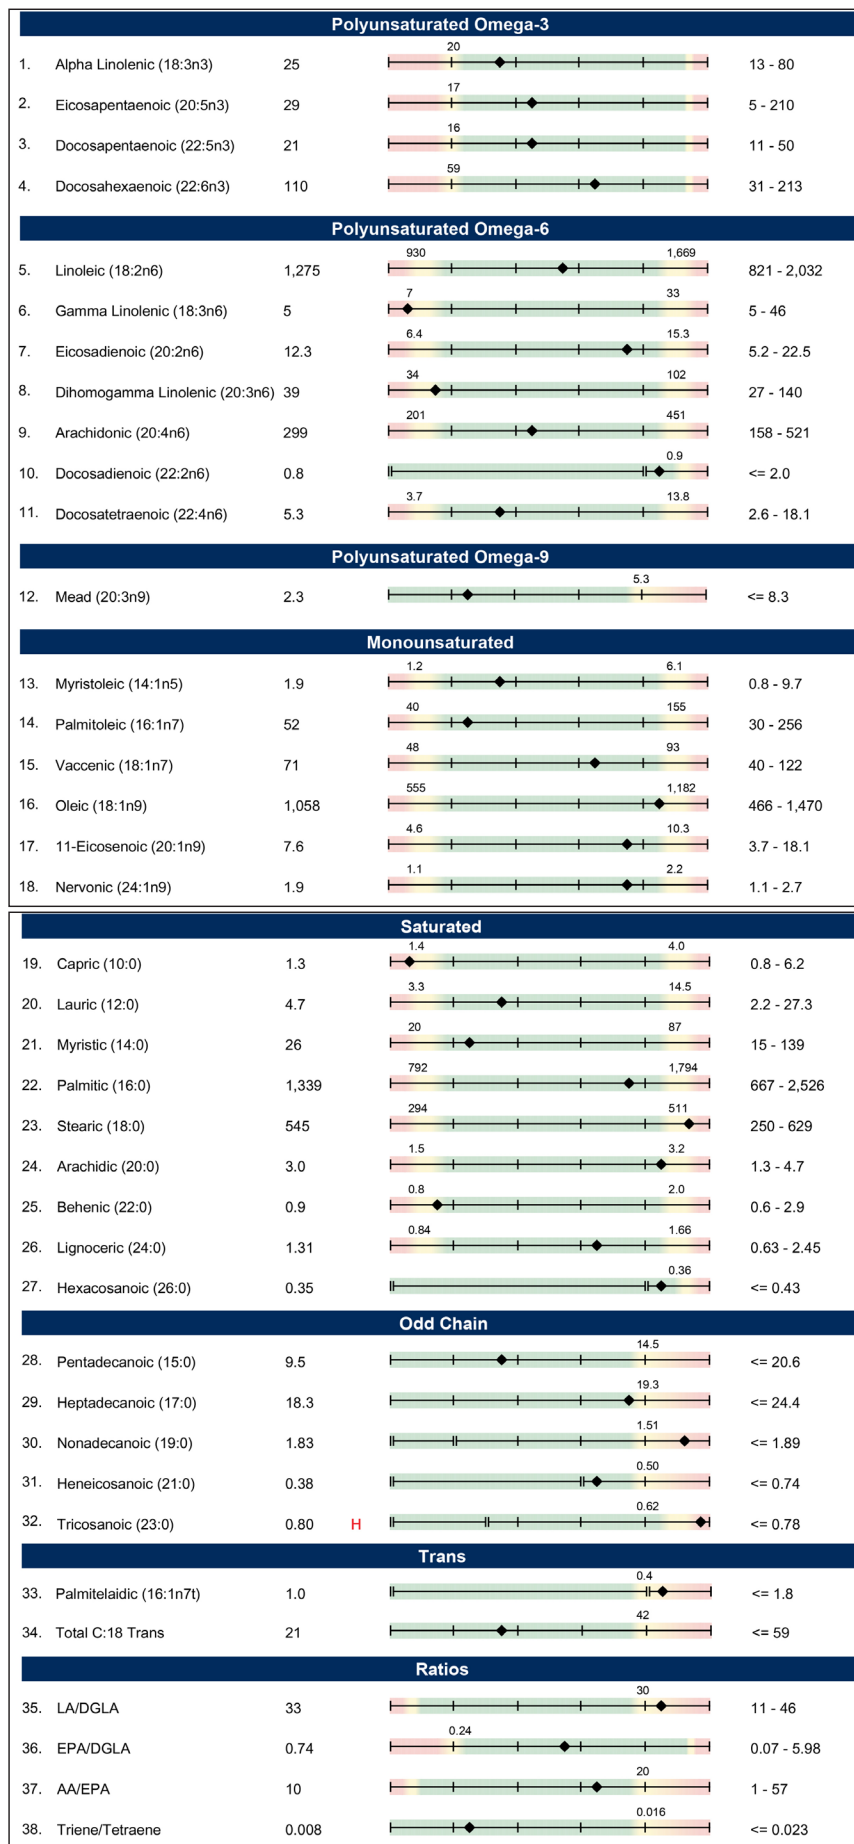 Polyunsaturated Omega-3
20
1. Alpha Linolenic (18:3n3) 25 13 - 80
17
2. Eicosapentaenoic (20:5n3) 29 5 - 210
16
3. Docosapentaenoic (22:5n3) 21 11 - 50
59
4. Docosahexaenoic (22:6n3) 110 31 - 213
Polyunsaturated Omega-6
930 1,669
5. Linoleic (18:2n6) 1,275 821 - 2,032
7 33
6. Gamma Linolenic (18:3n6) 5 5 - 46
6.4 15.3
7. Eicosadienoic (20:2n6) 12.3 5.2 - 22.5
34 102
8. Dihomogamma Linolenic (20:3n6) 39 27 - 140
201 451
9. Arachidonic (20:4n6) 299 158 - 521
0.9
10. Docosadienoic (22:2n6) 0.8 <= 2.0
3.7 13.8
11. Docosatetraenoic (22:4n6) 5.3 2.6 - 18.1
Polyunsaturated Omega-9
5.3
12. Mead (20:3n9) 2.3 <= 8.3
Monounsaturated
1.2 6.1
13. Myristoleic (14:1n5) 1.9 0.8 - 9.7
40 155
14. Palmitoleic (16:1n7) 52 30 - 256
48 93
15. Vaccenic (18:1n7) 71 40 - 122
555 1,182
16. Oleic (18:1n9) 1,058 466 - 1,470
4.6 10.3
17. 11-Eicosenoic (20:1n9) 7.6 3.7 - 18.1
1.1 2.2
18. Nervonic (24:1n9) 1.9 1.1 - 2.7
Saturated
1.4 4.0
19. Capric (10:0) 1.3 0.8 - 6.2
3.3 14.5
20. Lauric (12:0) 4.7 2.2 - 27.3
20 87
21. Myristic (14:0) 26 15 - 139
792 1,794
22. Palmitic (16:0) 1,339 667 - 2,526
294 511
23. Stearic (18:0) 545 250 - 629
1.5 3.2
24. Arachidic (20:0) 3.0 1.3 - 4.7
0.8 2.0
25. Behenic (22:0) 0.9 0.6 - 2.9
0.84 1.66
26. Lignoceric (24:0) 1.31 0.63 - 2.45
0.36
27. Hexacosanoic (26:0) 0.35 <= 0.43
Odd Chain
14.5
28. Pentadecanoic (15:0) 9.5 <= 20.6
19.3
29. Heptadecanoic (17:0) 18.3 <= 24.4
1.51
30. Nonadecanoic (19:0) 1.83 <= 1.89
0.50
31. Heneicosanoic (21:0) 0.38 <= 0.74
0.62
32. Tricosanoic (23:0) 0.80 H <= 0.78
Trans
0.4
33. Palmitelaidic (16:1n7t) 1.0 <= 1.8
42
34. Total C:18 Trans 21 <= 59
Ratios
30
35. LA/DGLA 33 11 - 46
0.24
36. EPA/DGLA 0.74 0.07 - 5.98
20
37. AA/EPA 10 1 - 57
0.016
38. Triene/Tetraene 0.008 <= 0.023